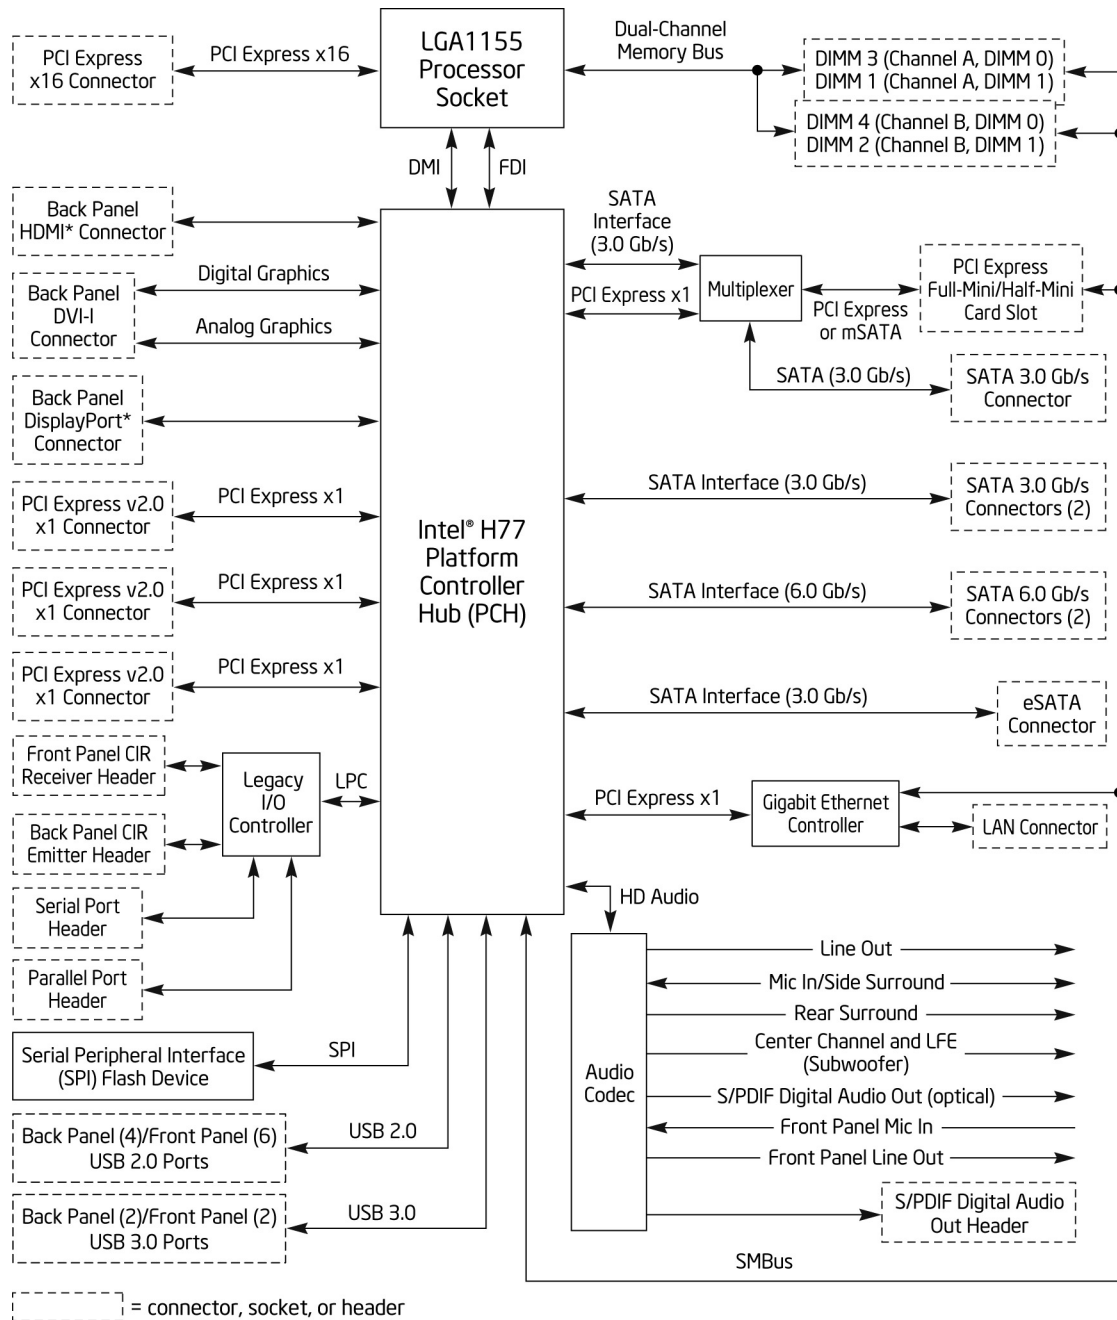 PCI Express
x16 Connector
PCI Express x16
LGA1155
Processor
Socket
Dual-Channel
Memory Bus
DIMM 3 (Channel A, DIMM 0)
DIMM 1 (Channel A, DIMM 1)
DIMM 4 (Channel B, DIMM 0)
DIMM 2 (Channel B, DIMM 1)
DMI
FDI
Back Panel
HDMI* Connector
Digital Graphics
Back Panel
DVI-I
Connector
Analog Graphics
Back Panel
DisplayPort*
Connector
PCI Express v2.0
x1 Connector
PCI Express x1
PCI Express v2.0
x1 Connector
PCI Express x1
PCI Express v2.0
x1 Connector
PCI Express x1
Intel® H77
Platform
Controller
Hub (PCH)
SATA
Interface
(3.0 Gb/s)
PCI Express x1
Multiplexer
PCI Express
or mSATA
PCI Express
Full-Mini/Half-Mini
Card Slot
SATA (3.0 Gb/s)
SATA 3.0 Gb/s
Connector
SATA Interface (3.0 Gb/s)
SATA 3.0 Gb/s
Connectors (2)
SATA Interface (6.0 Gb/s)
SATA 6.0 Gb/s
Connectors (2)
SATA Interface (3.0 Gb/s)
eSATA
Connector
Front Panel CIR
Receiver Header
Back Panel CIR
Emitter Header
Legacy
I/O
Controller
LPC
Serial Port
Header
Parallel Port
Header
PCI Express x1
Gigabit Ethernet
Controller
LAN Connector
HD Audio
Audio
Codec
Line Out
Mic In/Side Surround
Rear Surround
Center Channel and LFE
(Subwoofer)
S/PDIF Digital Audio Out (optical)
Front Panel Mic In
Front Panel Line Out
S/PDIF Digital Audio
Out Header
Serial Peripheral Interface
(SPI) Flash Device
SPI
Back Panel (4)/Front Panel (6)
USB 2.0 Ports
USB 2.0
Back Panel (2)/Front Panel (2)
USB 3.0 Ports
USB 3.0
SMBus
= connector, socket, or header